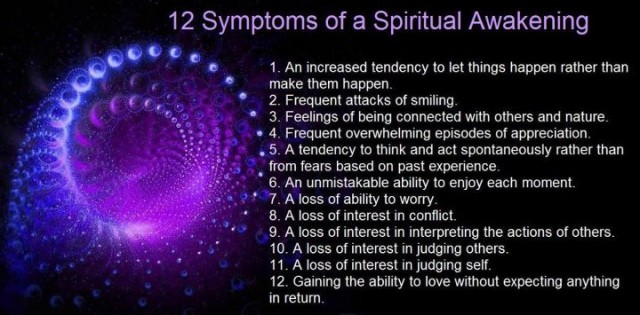 12 Symptoms of a Spiritual Awakening
1. An increased tendency to let things happen rather than
make them happen.
2. Frequent attacks of smiling.
3. Feelings of being connected with others and nature.
4. Frequent overwhelming episodes of appreciation.
5. A tendency to think and act spontaneously rather than
from fears based on past experience.
6. An unmistakable ability to enjoy each moment.
7. A loss of ability to worry.
8. A loss of interest in conflict.
9. A loss of interest in interpreting the actions of others.
10. A loss of interest in judging others.
11. A loss of interest in judging self.
12. Gaining the ability to love without expecting anything
in return.